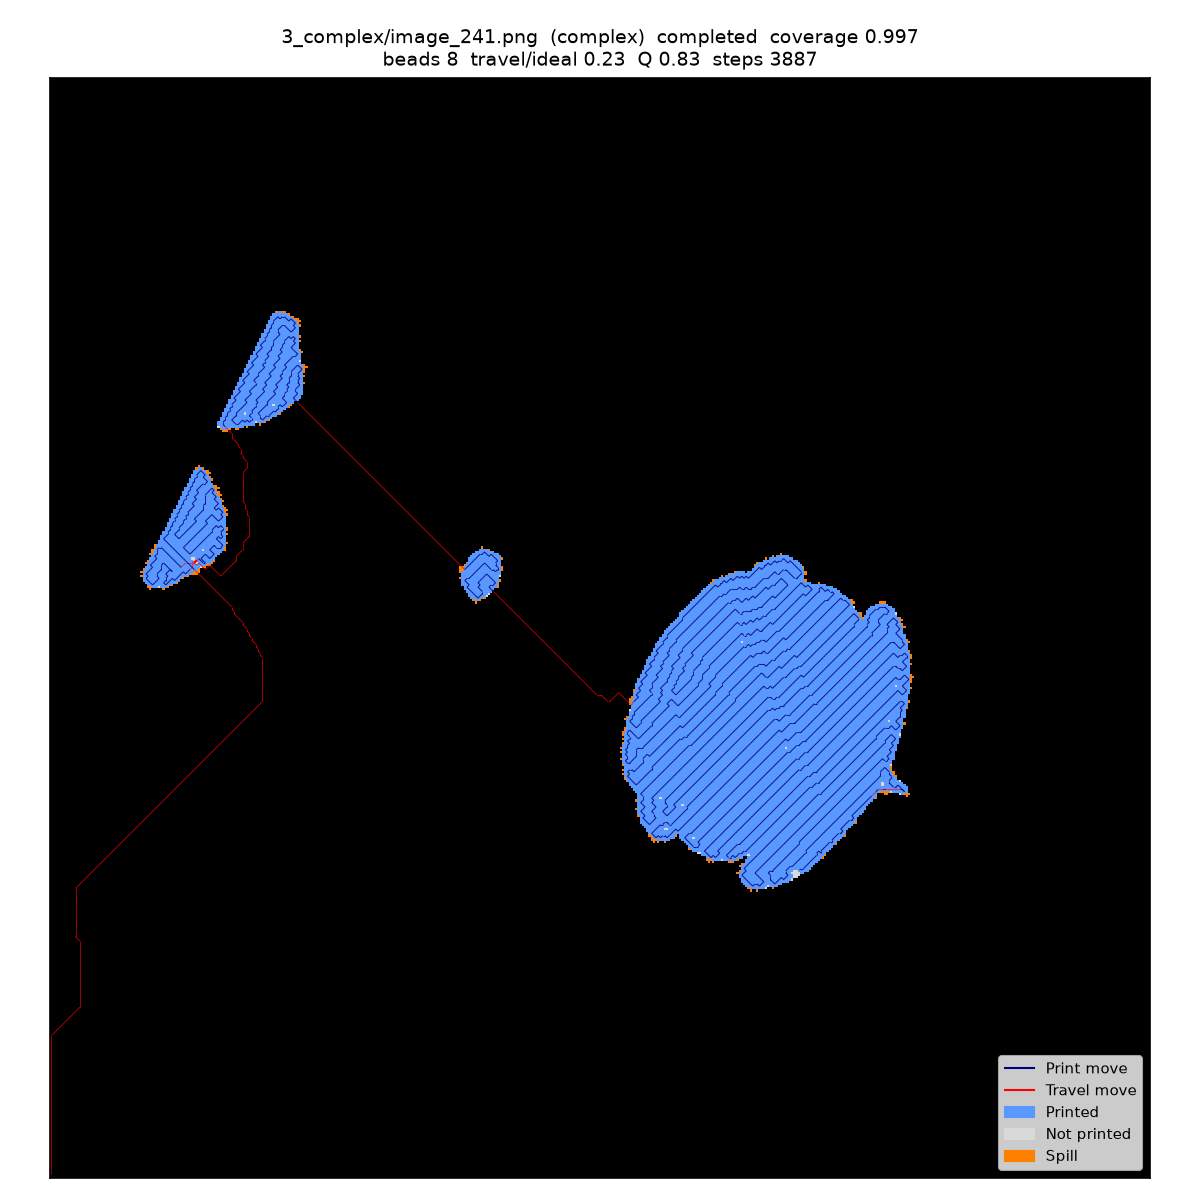 3_complex/image_241.png  (complex)  completed  coverage 0.997
beads 8  travel/ideal 0.23  Q 0.83  steps 3887
Print move
Travel move
Printed
Not printed
Spill